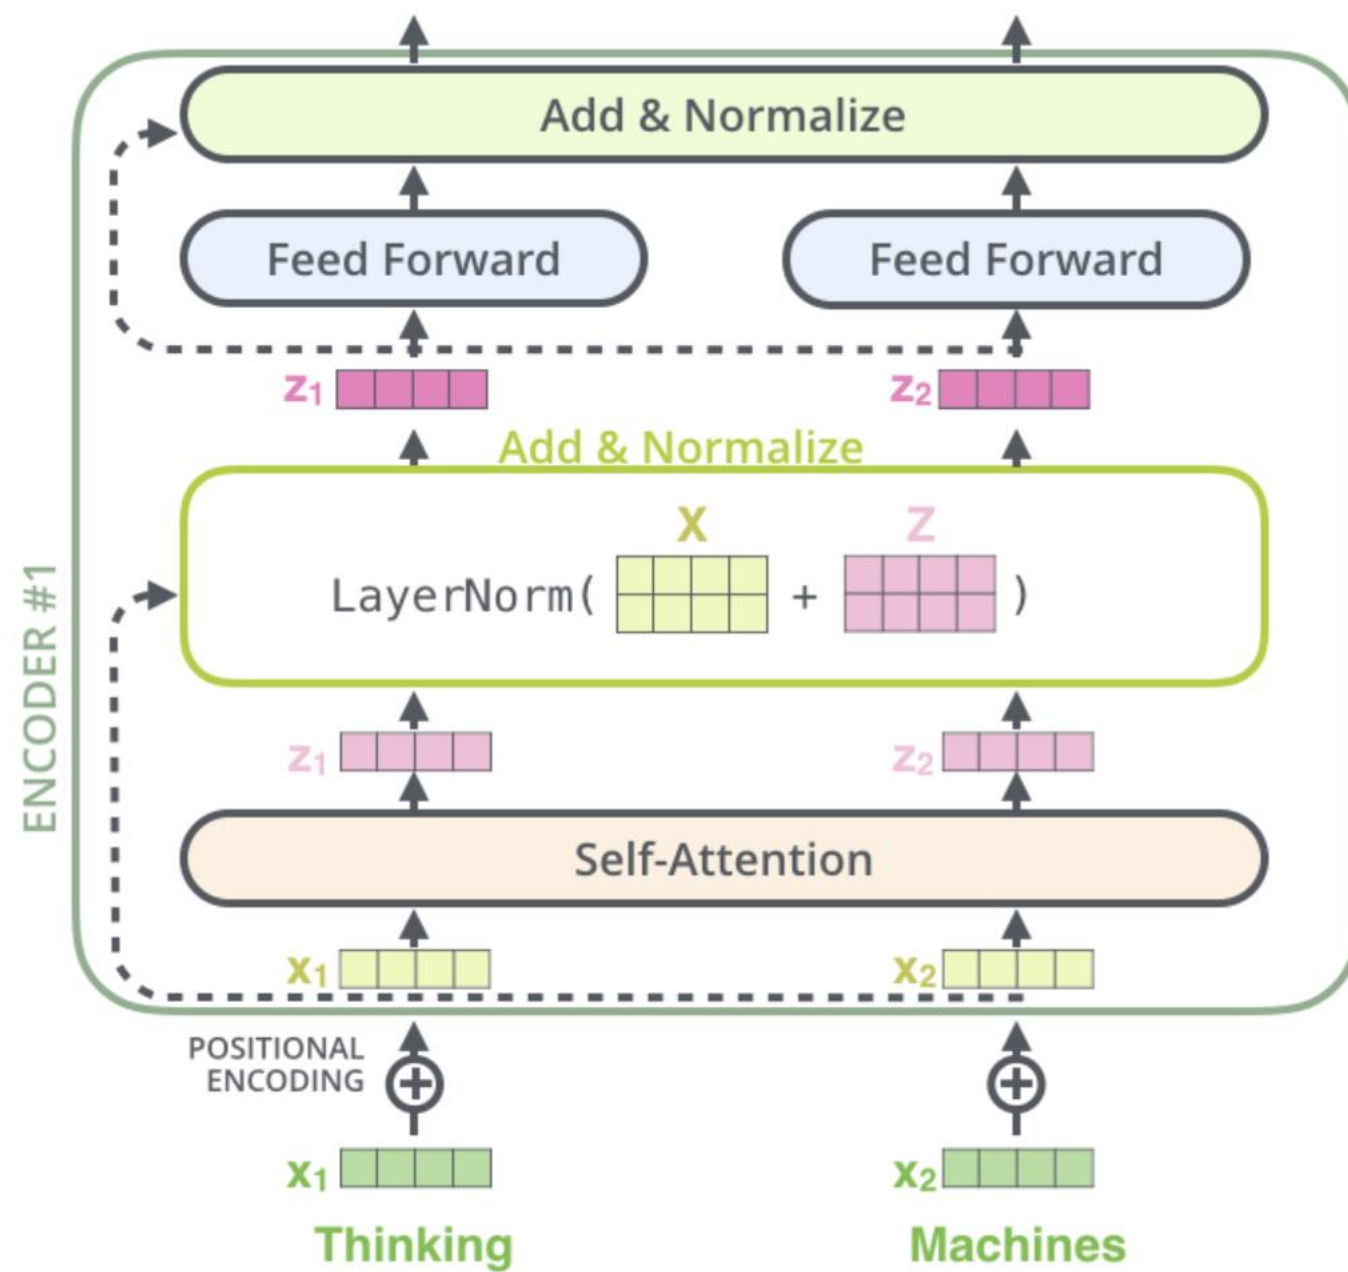 Add & Normalize
Feed Forward Feed Forward
z1 z2
Add & Normalize
X Z
LayerNorm( + )
ENCODER #1
z1 z2
Self-Attention
x1 x2
POSITIONAL
ENCODING
x1 x2
Thinking Machines